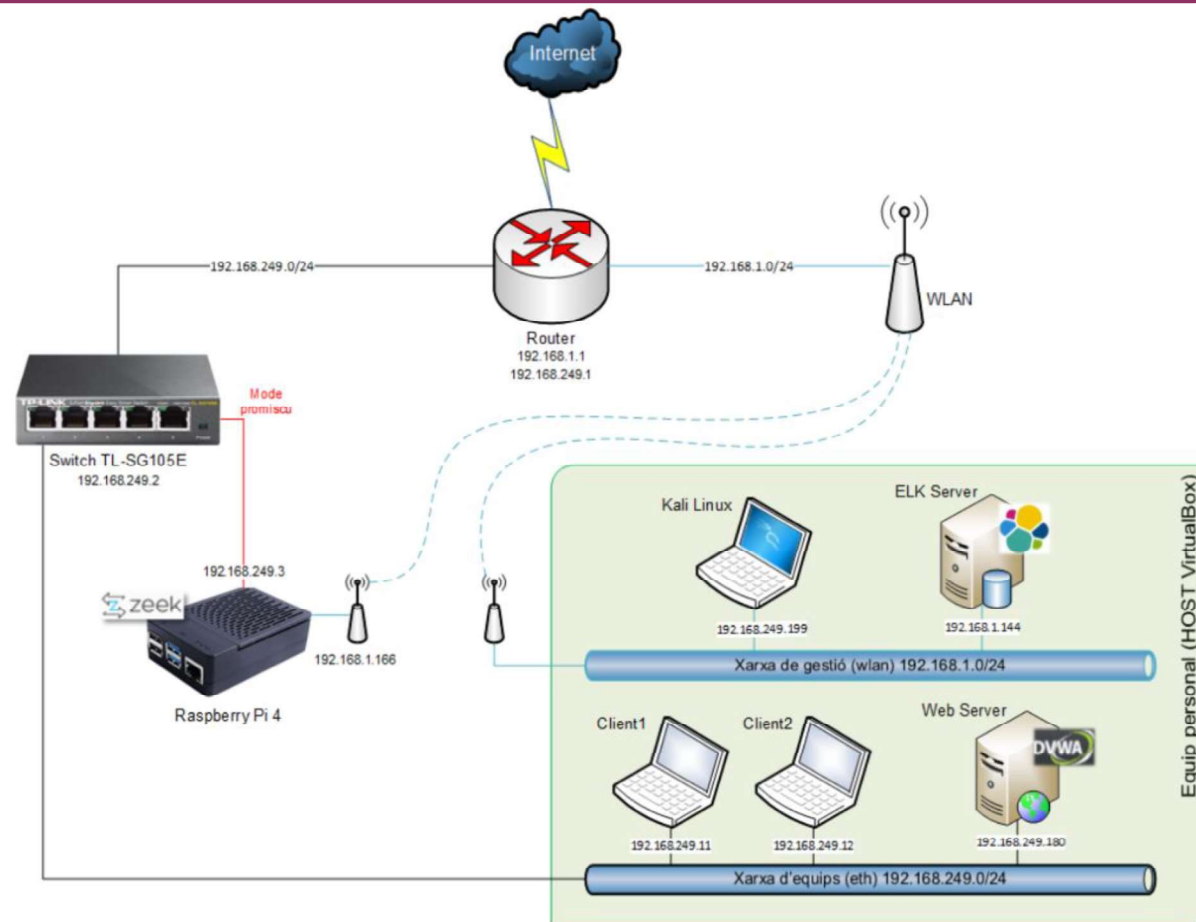 Internet
192.168.249.0/24
192.168.1.0/24
WLAN
Router
192.168.1.1
192.168.249.1
TP-LINK
Mode
promiscu
Switch TL-SG105E
192.168.249.2
192.168.249.3
zeek
192.168.1.166
Raspberry Pi 4
Kali Linux
ELK Server
192.168.249.199
192.168.1.144
Xarxa de gestió (wlan) 192.168.1.0/24
Client1
Client2
Web Server
DVWA
192.168.249.11
192.168.249.12
192.168.249.180
Xarxa d'equips (eth) 192.168.249.0/24
Equip personal (HOST VirtualBox)